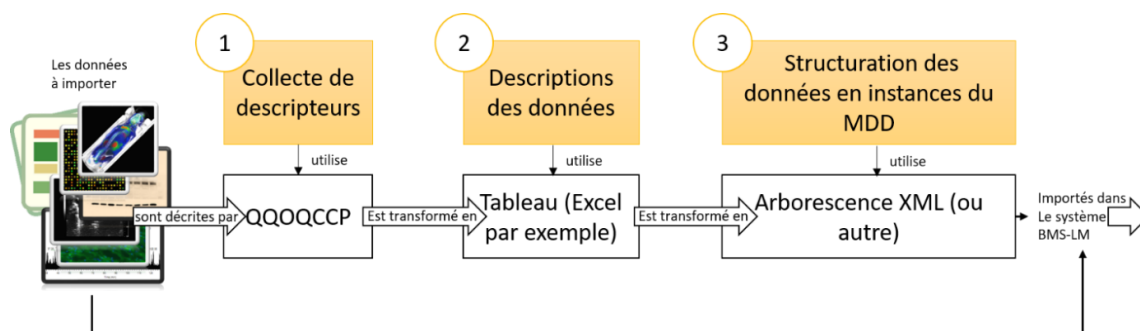 Les données
à importer
1
Collecte de
descripteurs
2
Descriptions
des données
3
Structuration des
données en instances du
MDD
utilise
utilise
utilise
sont décrites par
QQOQCCP
Est transformé en
Tableau (Excel
par exemple)
Est transformé en
Arborescence XML (ou
autre)
Importés dans
Le système
BMS-LM